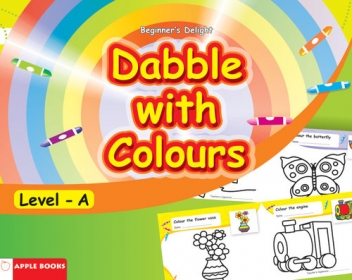 Beginner's Delight
Dabble
with
Colours
Level - A
APPLE BOOKS
Colour the butterfly
Colour the flower vase
Colour the engine